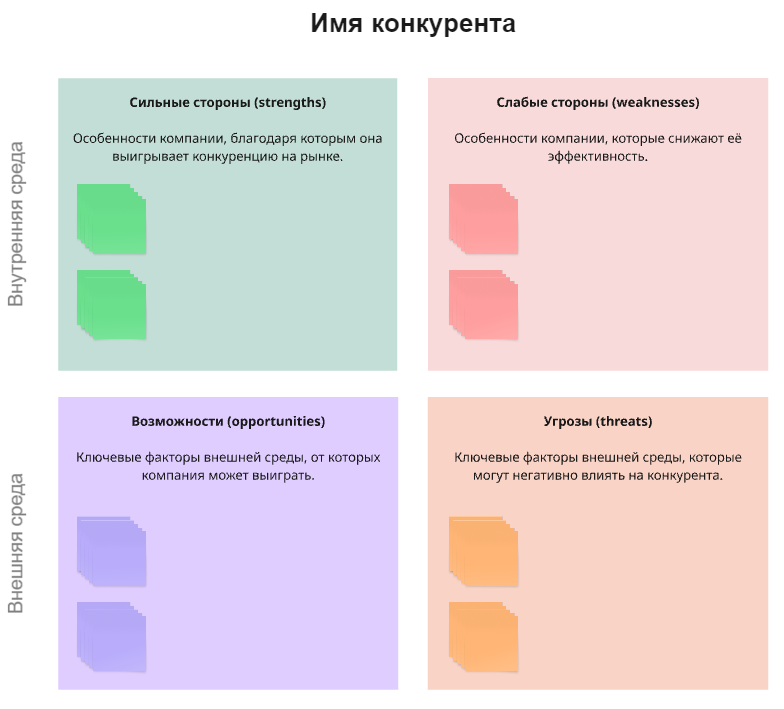 Имя конкурента
Внутренняя среда
Сильные стороны (strengths)
Особенности компании, благодаря которым она
выигрывает конкуренцию на рынке.
Слабые стороны (weaknesses)
Особенности компании, которые снижают её
эффективность.
Внешняя среда
Возможности (opportunities)
Ключевые факторы внешней среды, от которых
компания может выиграть.
Угрозы (threats)
Ключевые факторы внешней среды, которые
могут негативно влиять на конкурента.